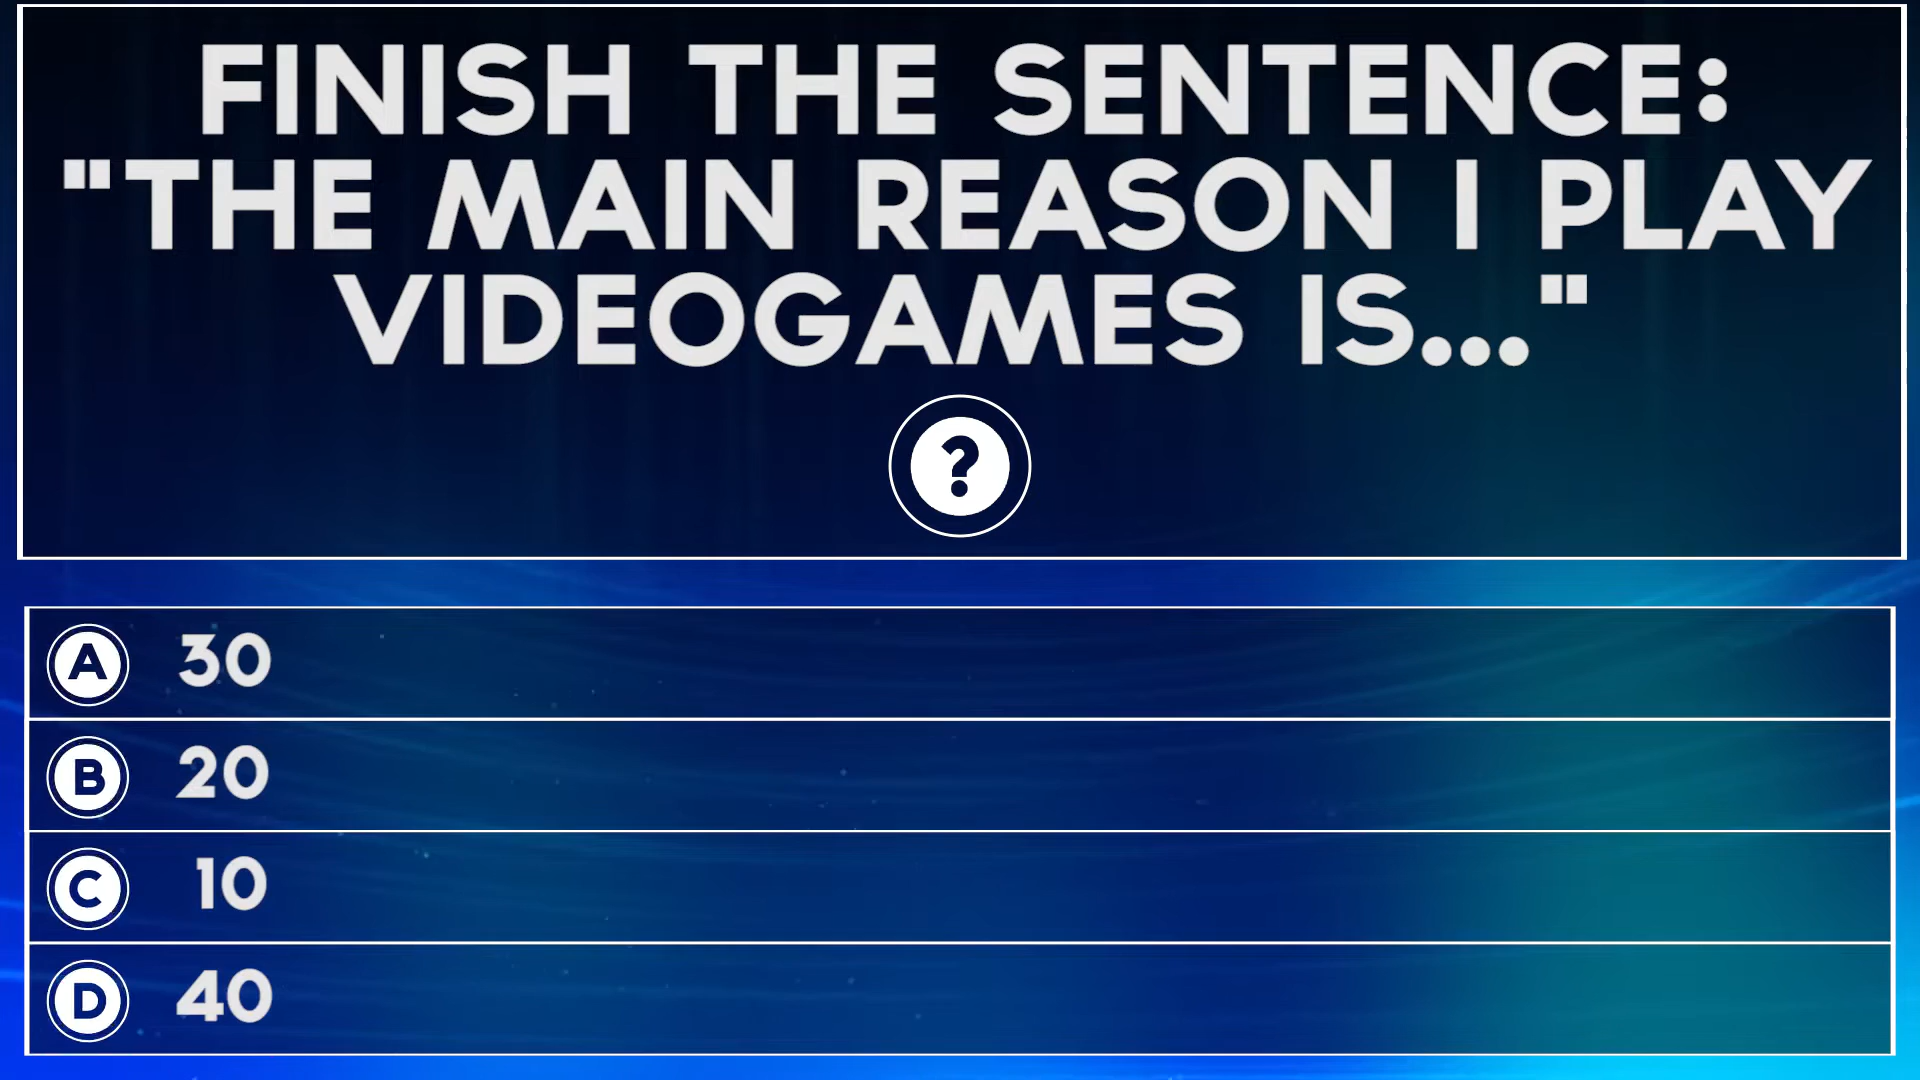 FINISH THE SENTENCE:
"THE MAIN REASON I PLAY
VIDEOGAMES IS..."
?
A 30
B 20
C 10
D 40